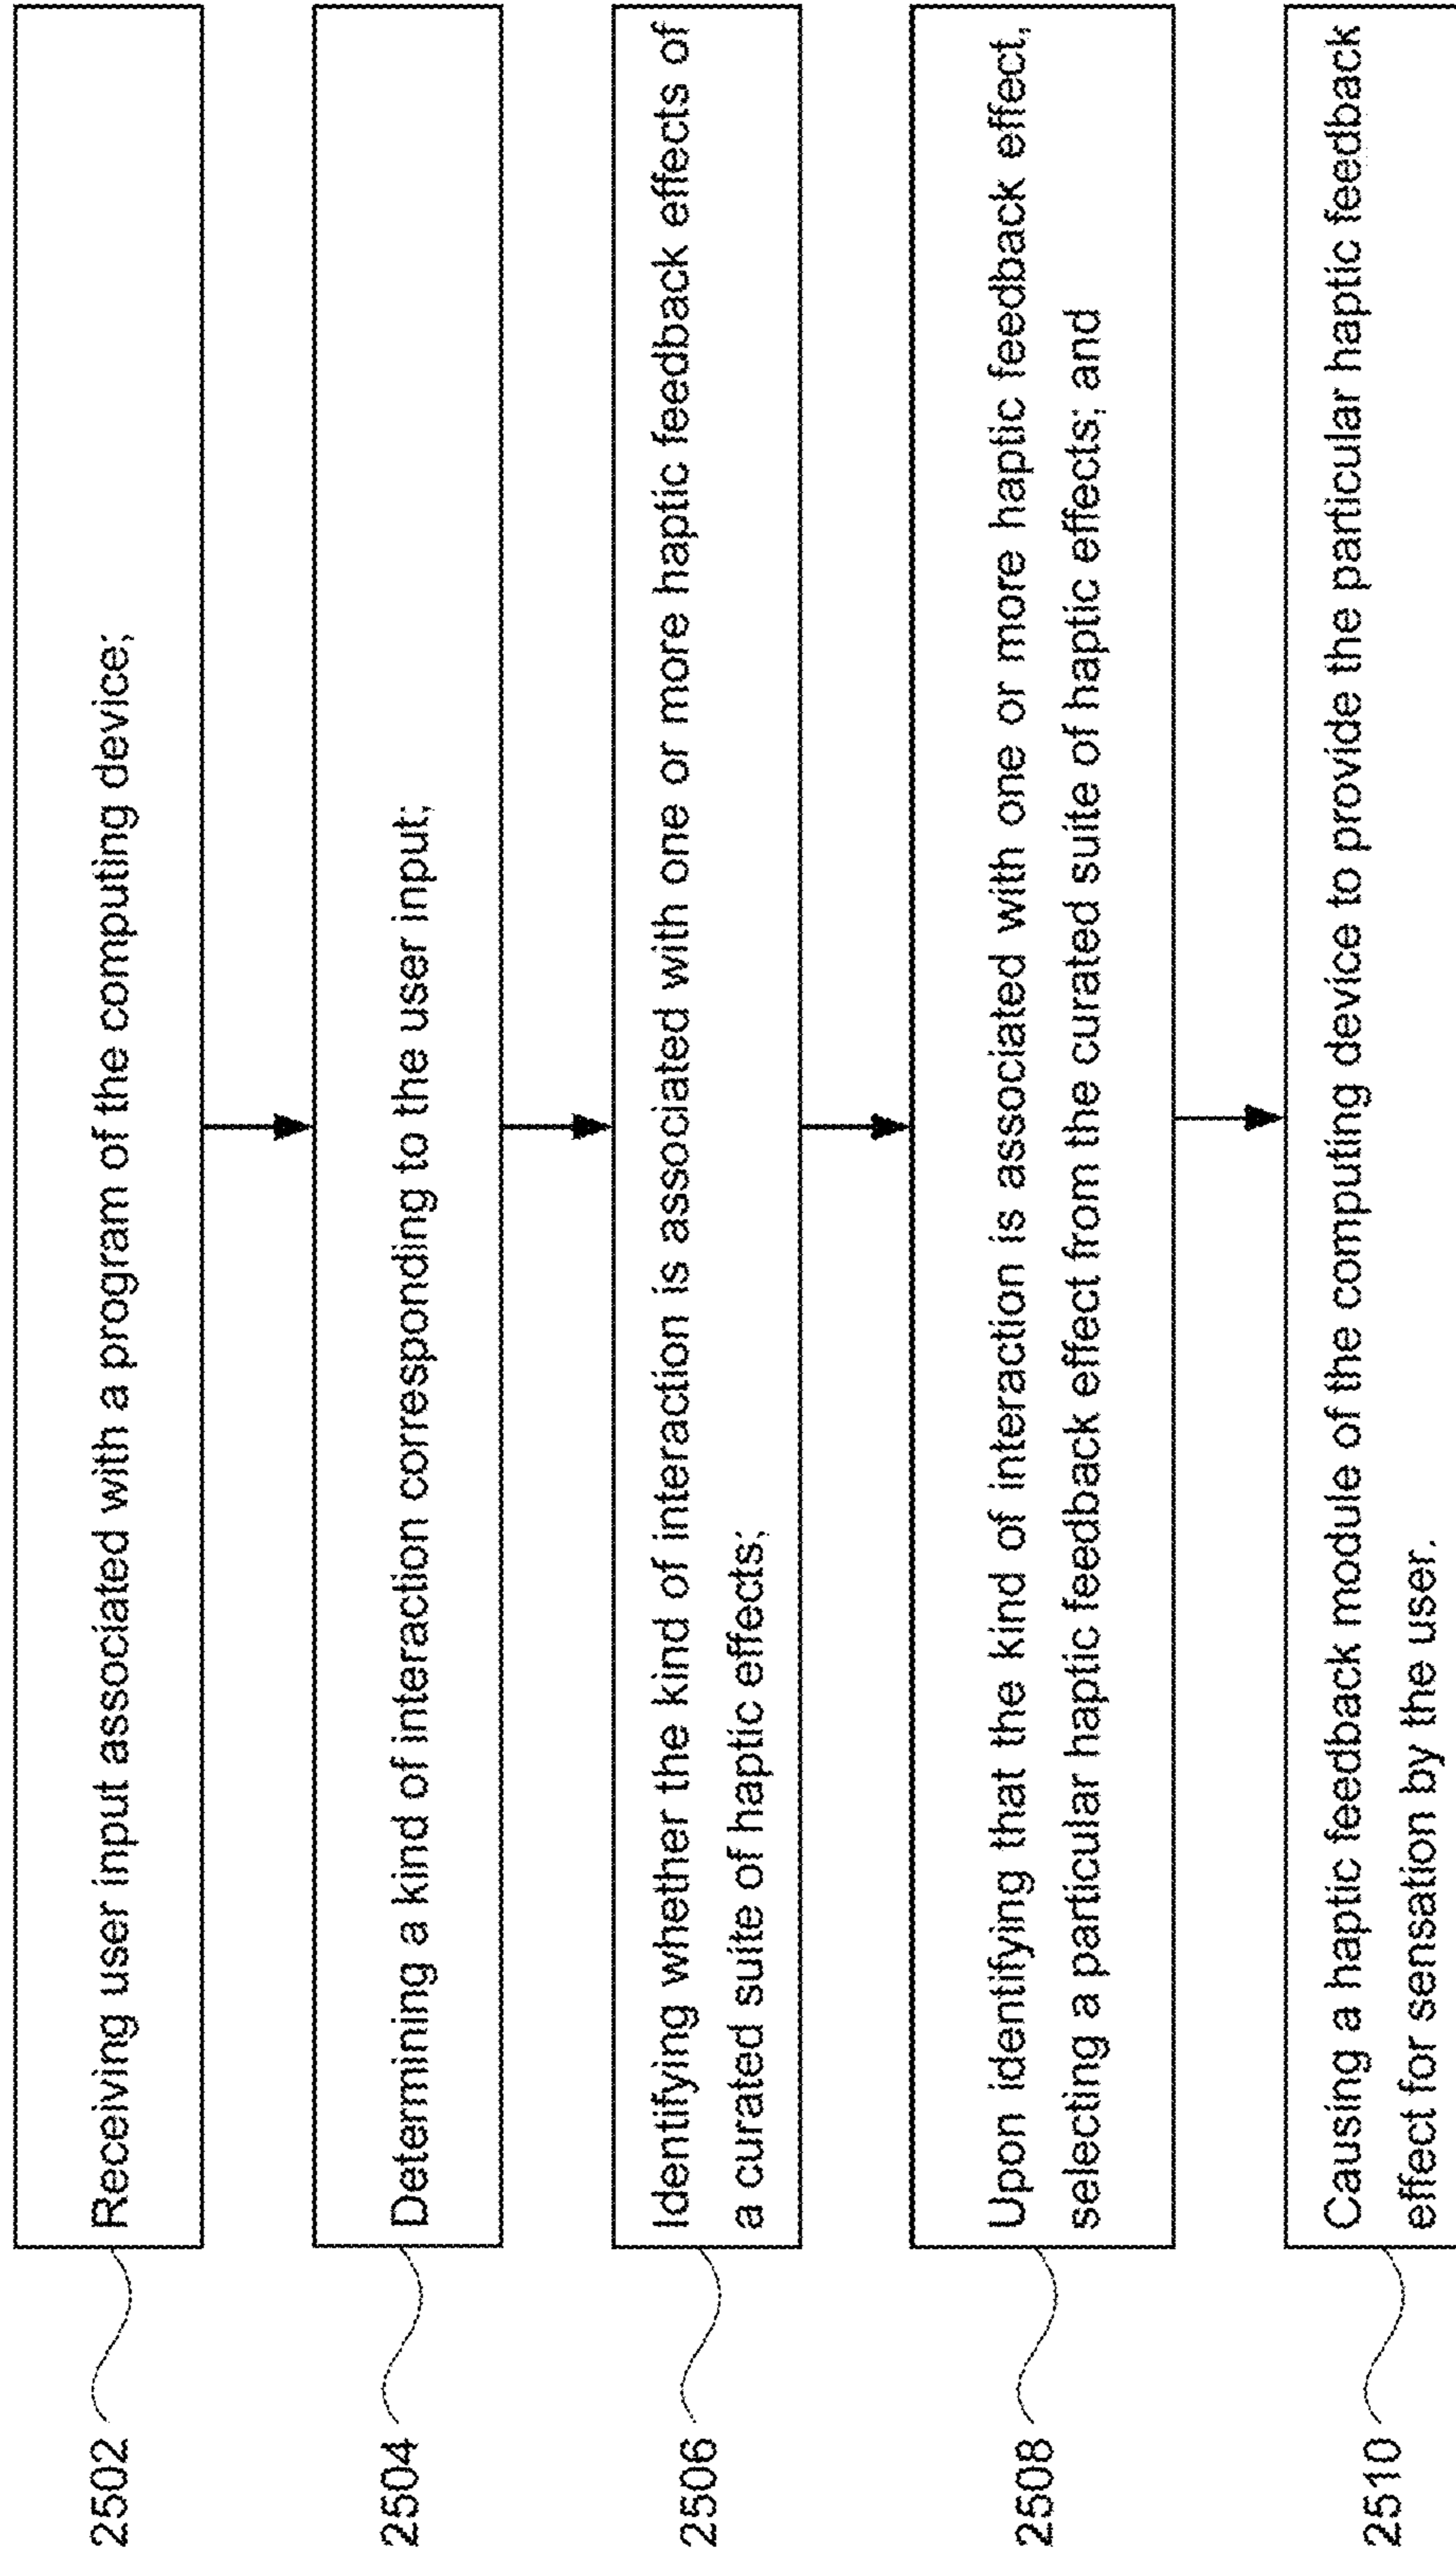 2502
Receiving user input associated with a program of the computing device;
2504
Determining a kind of interaction corresponding to the user input;
2506
Identifying whether the kind of interaction is associated with one or more haptic feedback effects of
a curated suite of haptic effects;
2508
Upon identifying that the kind of interaction is associated with one or more haptic feedback effect,
selecting a particular haptic feedback effect from the curated suite of haptic effects; and
2510
Causing a haptic feedback module of the computing device to provide the particular haptic feedback
effect for sensation by the user.